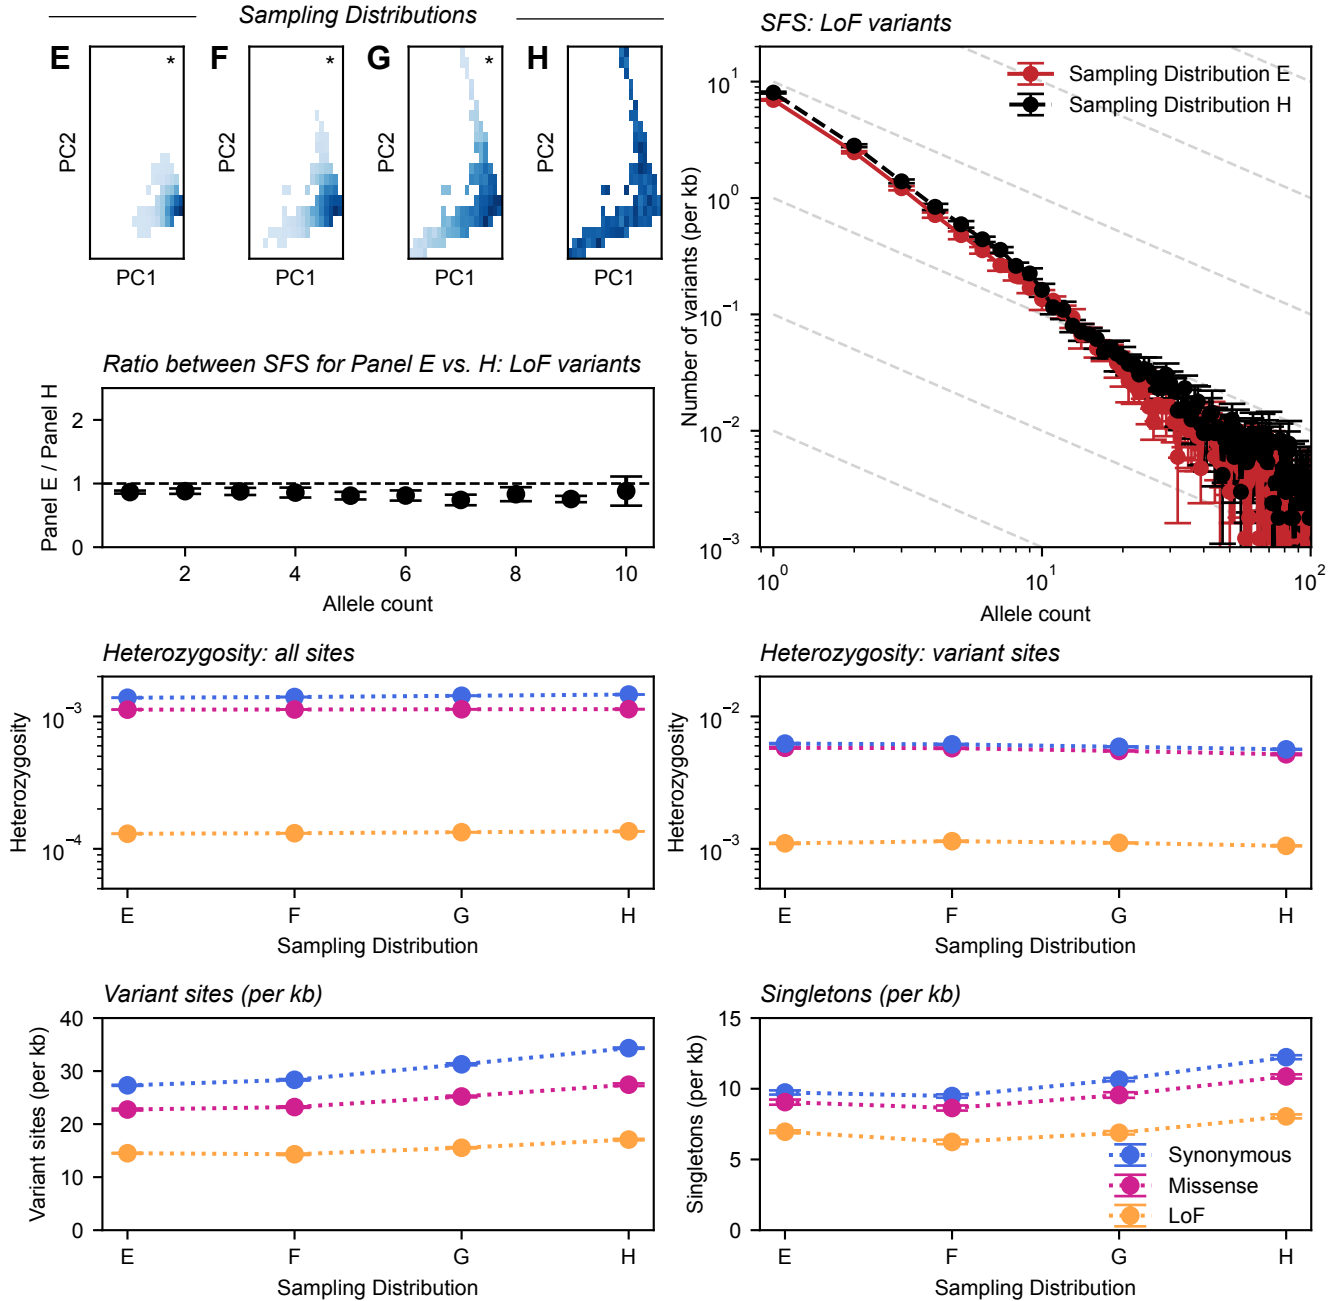 Sampling Distributions
E * F * G * H
PC2 PC2 PC2 PC2
PC1 PC1 PC1 PC1
SFS: LoF variants
Sampling Distribution E
Sampling Distribution H
Number of variants (per kb)
10^1
10^0
10^-1
10^-2
10^-3
10^0 10^1 10^2
Allele count
Ratio between SFS for Panel E vs. H: LoF variants
Panel E / Panel H
2
1
0
2 4 6 8 10
Allele count
Heterozygosity: all sites
Heterozygosity
10^-3
10^-4
E F G H
Sampling Distribution
Heterozygosity: variant sites
Heterozygosity
10^-2
10^-3
E F G H
Sampling Distribution
Variant sites (per kb)
Variant sites (per kb)
40
30
20
10
0
E F G H
Sampling Distribution
Singletons (per kb)
Singletons (per kb)
15
10
5
0
Synonymous
Missense
LoF
E F G H
Sampling Distribution